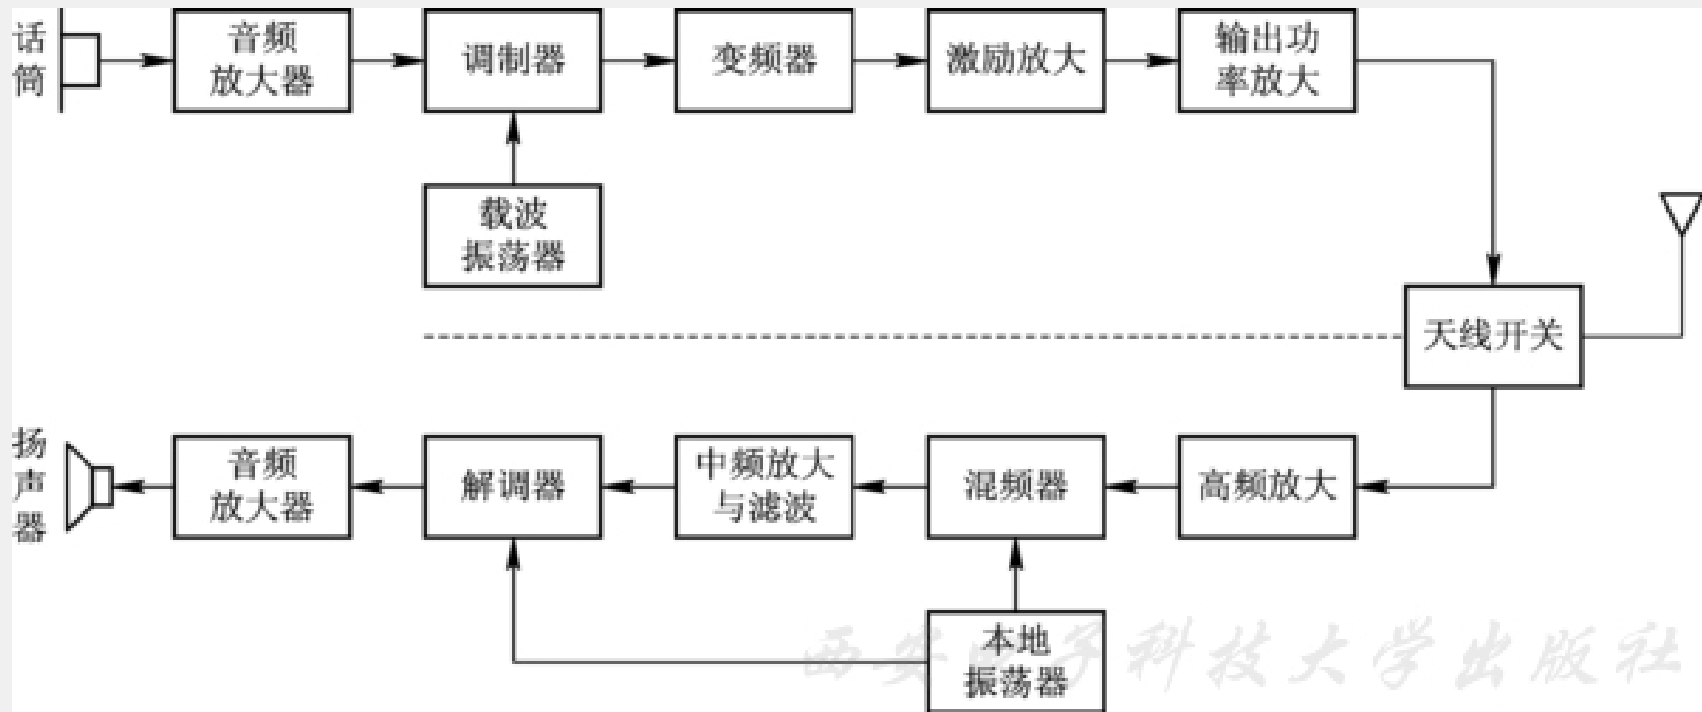 话
筒
音频
放大器
调制器
变频器
激励放大
输出功
率放大
载波
振荡器
天线开关
扬
声
器
音频
放大器
解调器
中频放大
与滤波
混频器
高频放大
本地
振荡器
西安电子科技大学出版社